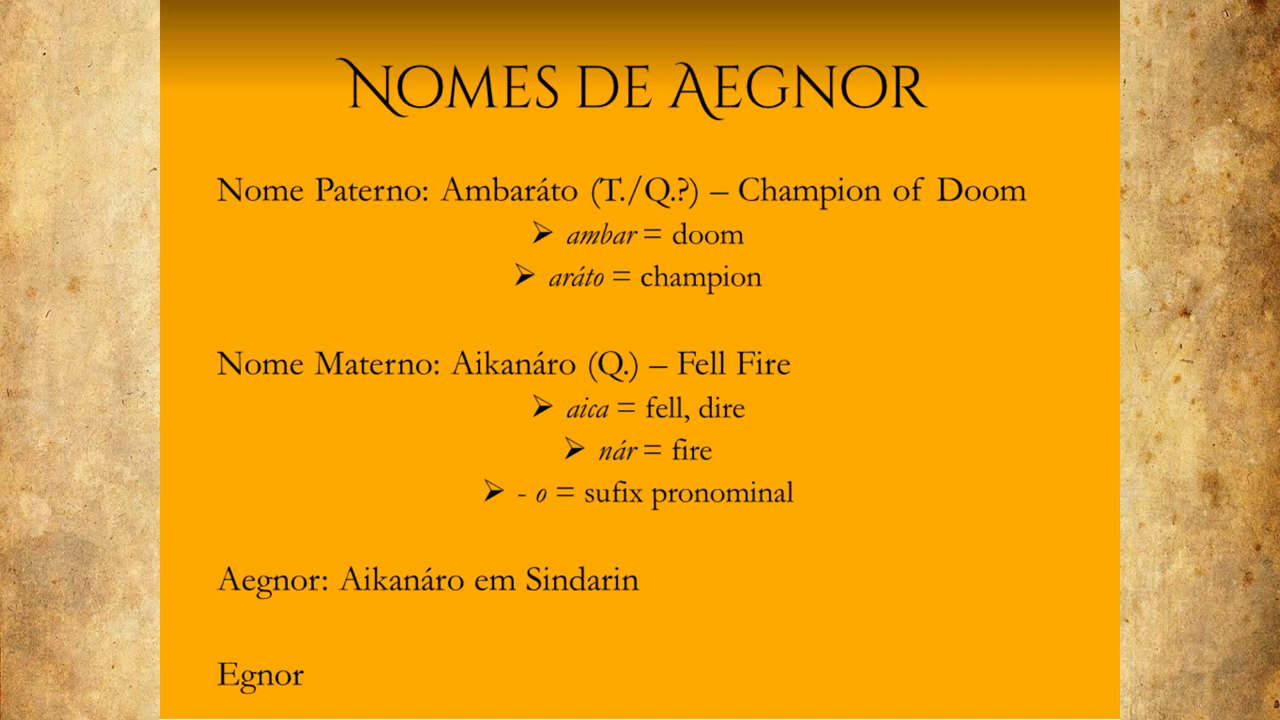 Nomes de Aegnor
Nome Paterno: Ambaráto (T./Q.?) – Champion of Doom
➢ ambar = doom
➢ aráto = champion
Nome Materno: Aikanáro (Q.) – Fell Fire
➢ aica = fell, dire
➢ nár = fire
➢ - o = sufix pronominal
Aegnor: Aikanáro em Sindarin
Egnor